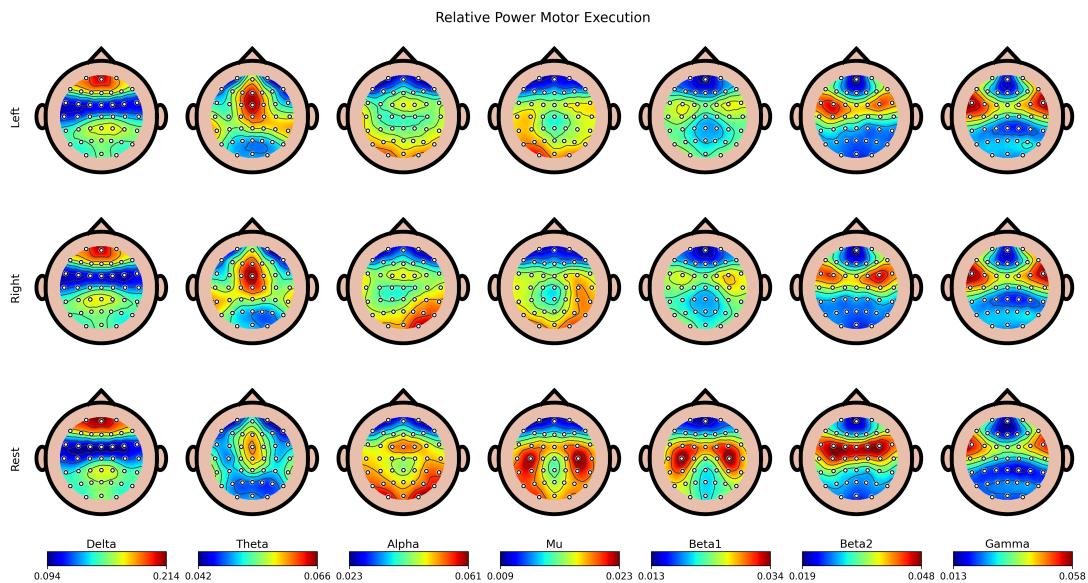 Relative Power Motor Execution
Left
Right
Rest
Delta Theta Alpha Mu Beta1 Beta2 Gamma
0.094 0.214 0.042 0.066 0.023 0.061 0.009 0.023 0.013 0.034 0.019 0.048 0.013 0.058